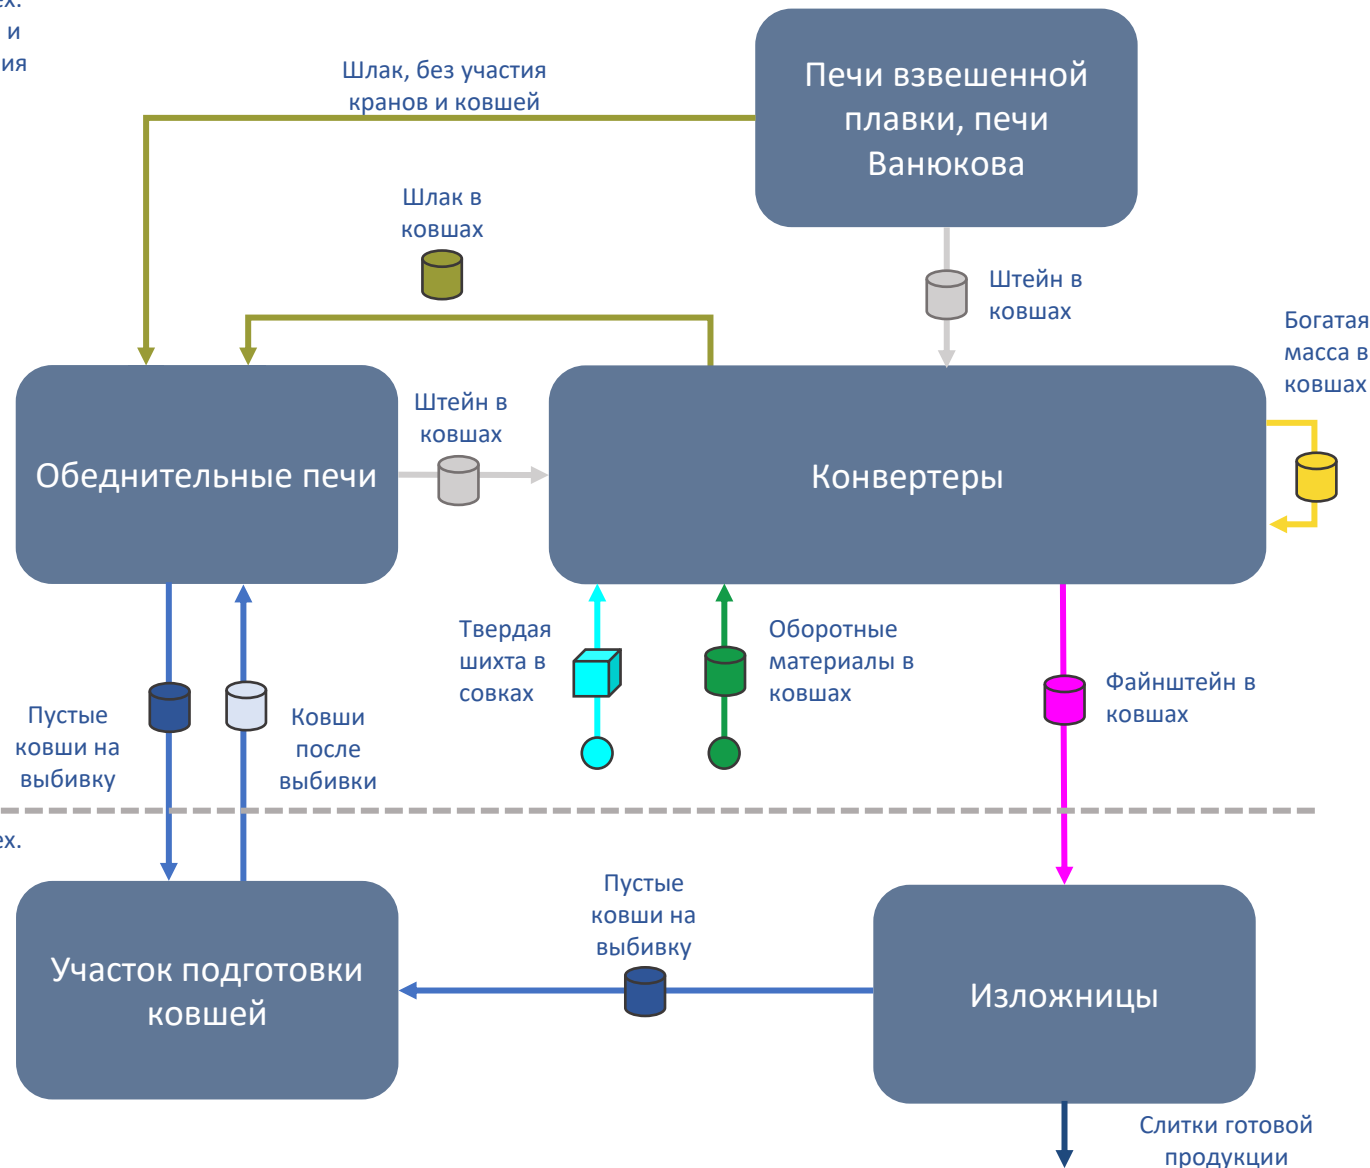 и
Шлак, без участия
кранов и ковшей
Печи взвешенной
плавки, печи
Ванюкова
Шлак в
ковшах
Штейн в
ковшах
Богатая
масса в
ковшах
Штейн в
ковшах
Обеднительные печи
Конвертеры
Твердая
шихта в
совках
Оборотные
материалы в
ковшах
Файнштейн в
ковшах
Пустые
ковши на
выбивку
Ковши
после
выбивки
Пустые
ковши на
выбивку
Участок подготовки
ковшей
Изложницы
Слитки готовой
продукции